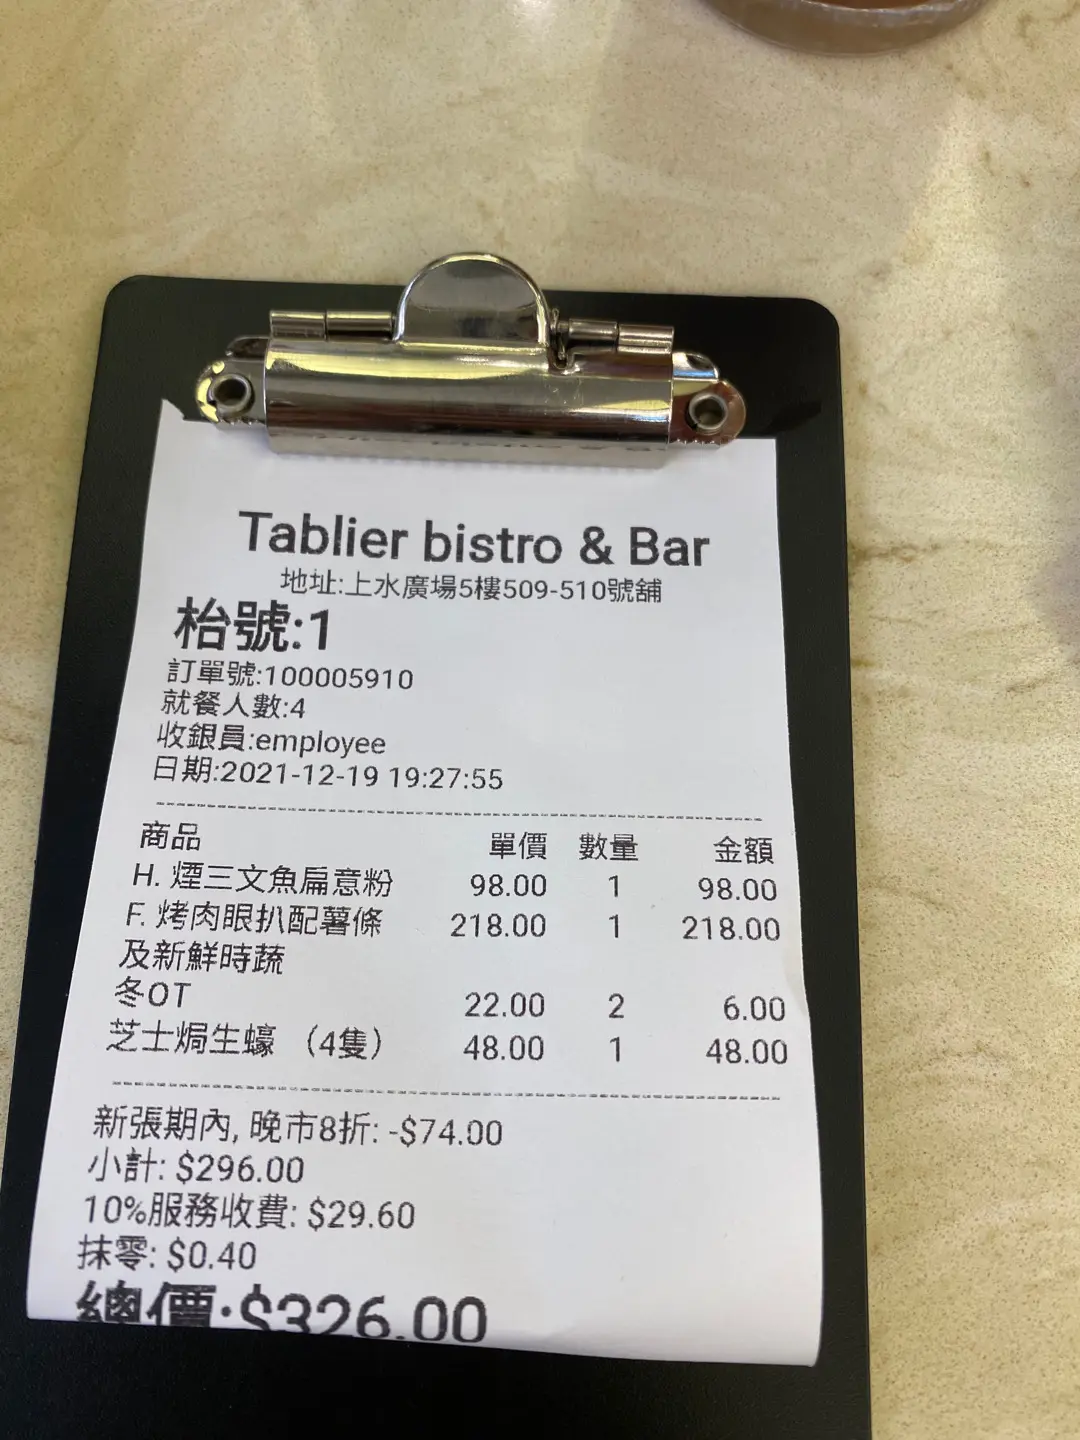 Tablier bistro & Bar
地址:上水廣場5樓509-510號舖
枱號:1
訂單號:100005910
就餐人數:4
收銀員:employee
日期:2021-12-19 19:27:55
商品 單價 數量 金額
H. 煙三文魚扁意粉 98.00 1 98.00
F. 烤肉眼扒配薯條 218.00 1 218.00
及新鮮時蔬
冬OT 22.00 2 6.00
芝士焗生蠔 （4隻） 48.00 1 48.00
新張期內, 晚市8折: -$74.00
小計: $296.00
10%服務收費: $29.60
抹零: $0.40
總價:$326.00